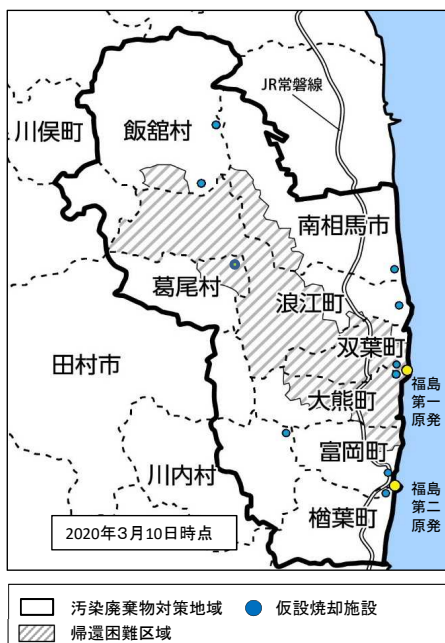 JR常磐線
川俣町
飯舘村
南相馬市
葛尾村
浪江町
双葉町
田村市
福島
第一
原発
大熊町
富岡町
川内村
福島
第二
原発
楢葉町
2020年3月10日時点
汚染廃棄物対策地域
仮設焼却施設
帰還困難区域